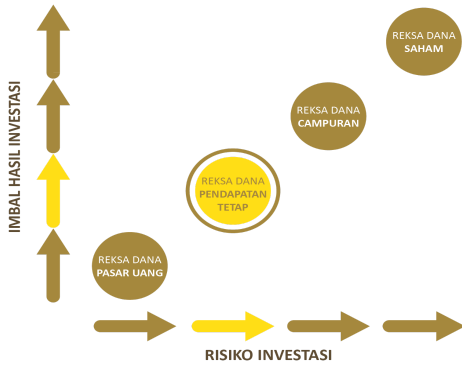 REKSA DANA
SAHAM
REKSA DANA
CAMPURAN
REKSA DANA
PENDAPATAN
TETAP
REKSA DANA
PASAR UANG
IMBAL HASIL INVESTASI
RISIKO INVESTASI